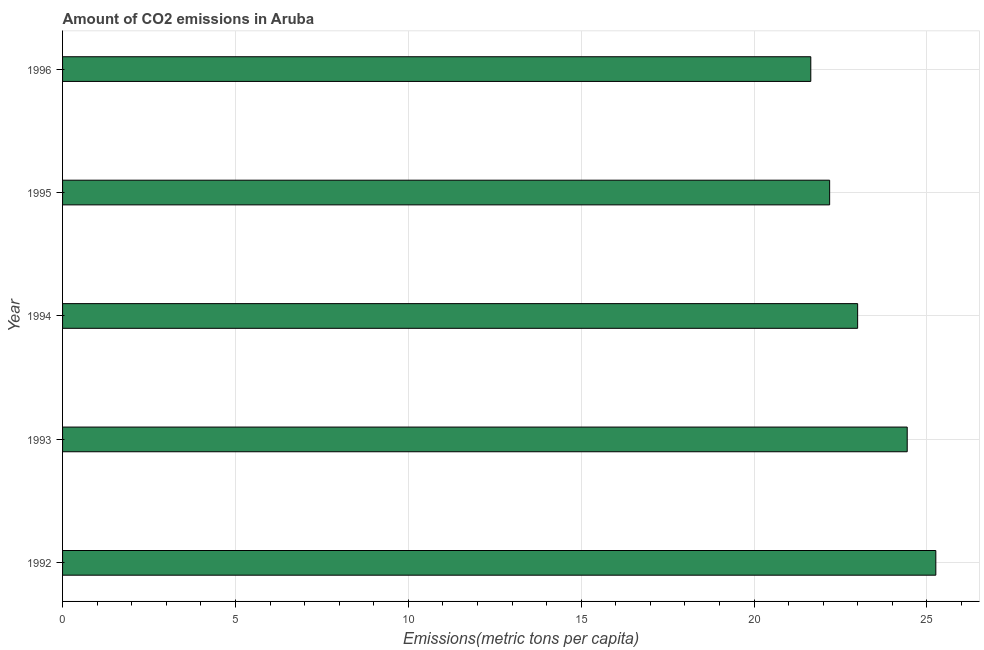 Amount of CO2 emissions in Aruba
1996
1995
1994
1993
1992
Year
0 5 10 15 20 25
Emissions(metric tons per capita)